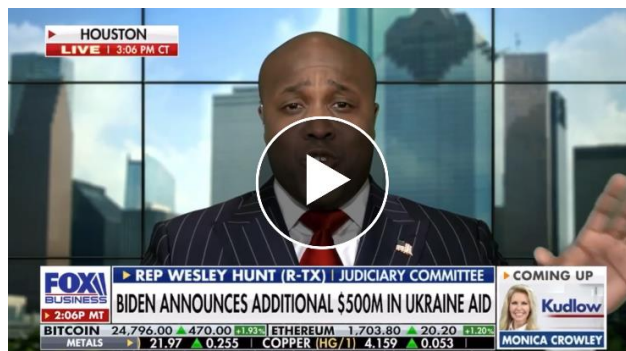 HOUSTON
LIVE | 3:06 PM CT
REP WESLEY HUNT (R-TX) | JUDICIARY COMMITTEE
BIDEN ANNOUNCES ADDITIONAL $500M IN UKRAINE AID
FOX
BUSINESS
2:06P MT
COMING UP
Kudlow
MONICA CROWLEY
BITCOIN 24,796.00 ▲ 470.00 +1.93% ETHEREUM 1,703.80 ▲ 20.20 +1.20%
METALS ) 21.97 ▲ 0.255 COPPER (HG/1) 4.159 ▲ 0.053